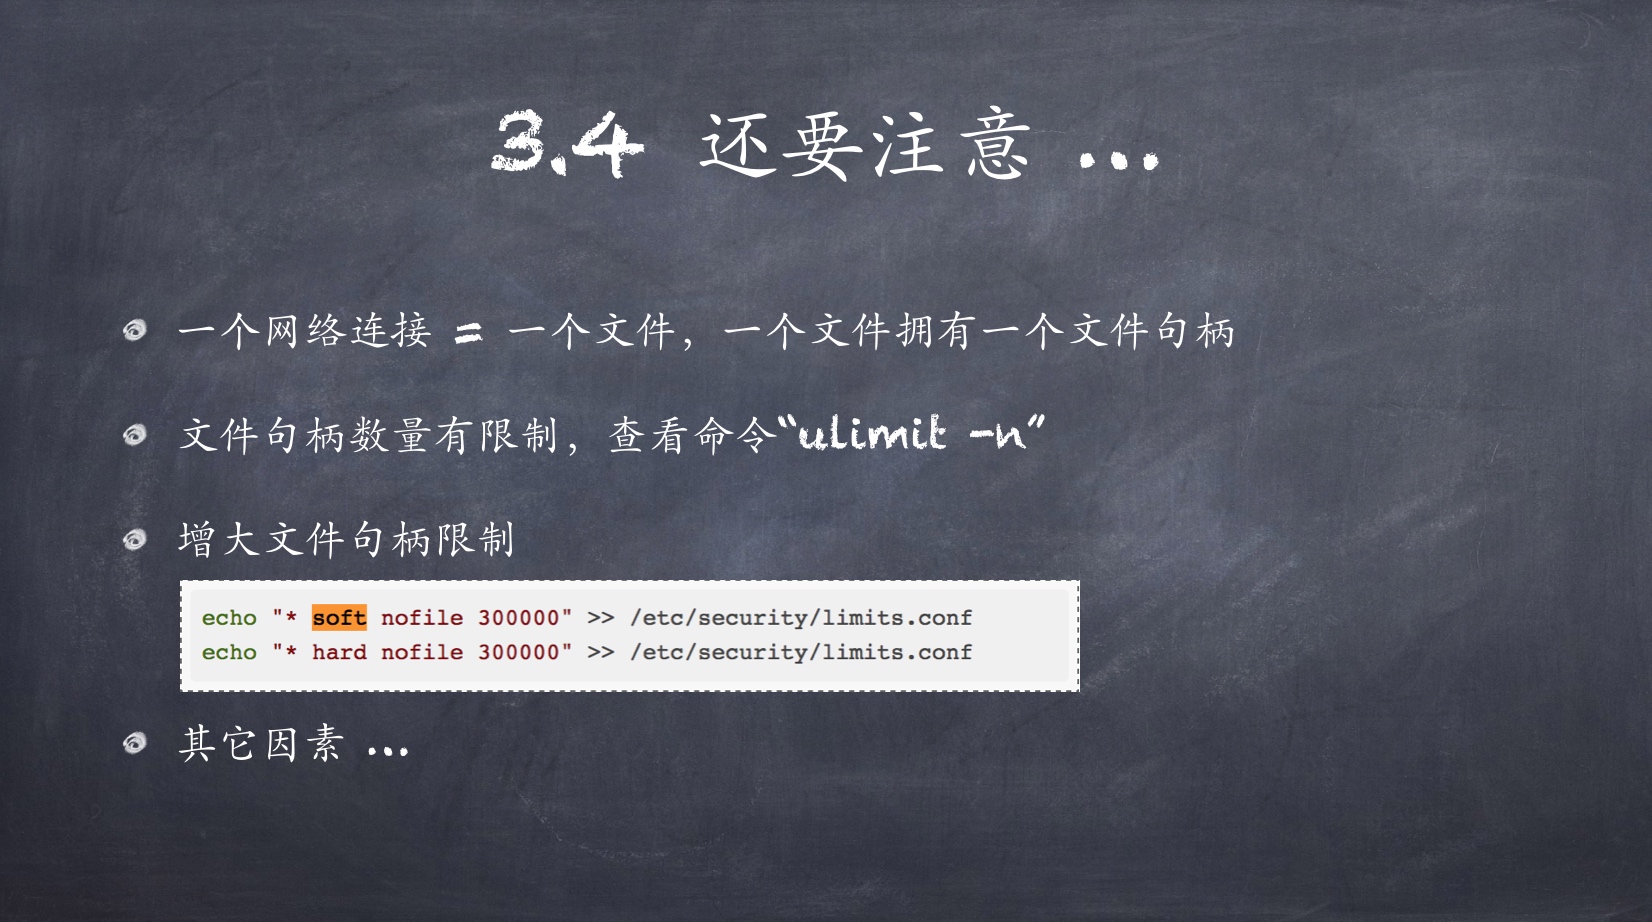 3.4 还要注意 ...
一个网络连接 = 一个文件，一个文件拥有一个文件句柄
文件句柄数量有限制，查看命令“ulimit -n”
增大文件句柄限制
echo "* soft nofile 300000" >> /etc/security/limits.conf
echo "* hard nofile 300000" >> /etc/security/limits.conf
其它因素 ...